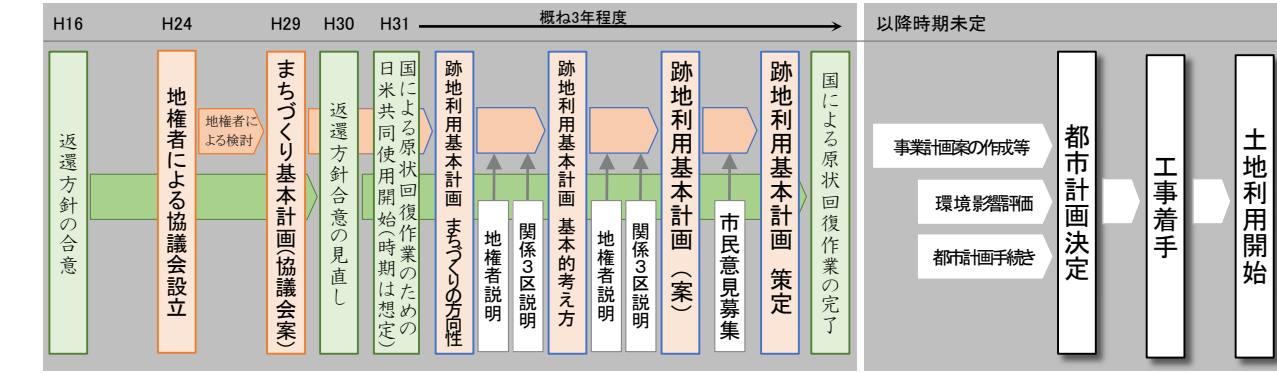 H16
H24
H29
H30
H31
概ね3年程度
以降時期未定
返還方針の合意
地権者による協議会設立
地権者に
よる検討
まちづくり基本計画(協議会案)
返還方針合意の見直し
国による原状回復作業のための
日米共同使用開始(時期は想定)
跡地利用基本計画 まちづくりの方向性
地権者説明
関係3区説明
跡地利用基本計画 基本的考え方
地権者説明
関係3区説明
跡地利用基本計画(案)
市民意見募集
跡地利用基本計画 策定
国による原状回復作業の完了
事業計画案の作成等
環境影響評価
都市計画手続き
都市計画決定
工事着手
土地利用開始